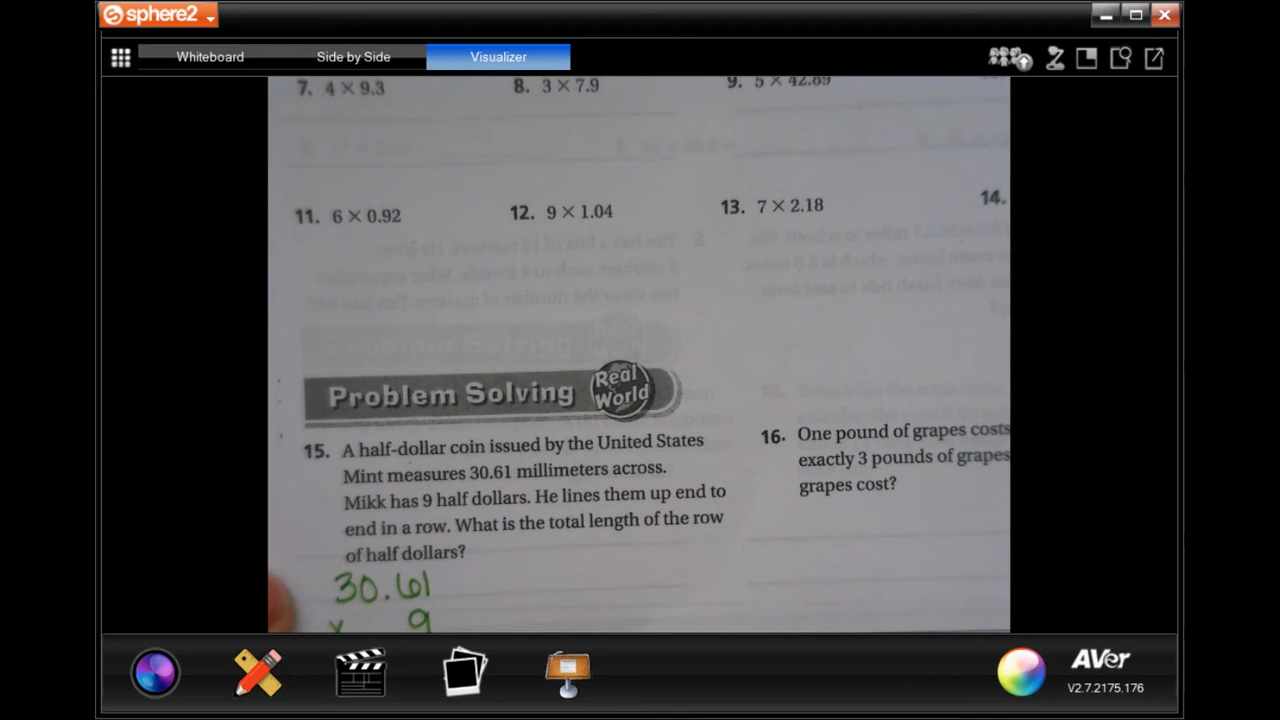 sphere2
Whiteboard Side by Side Visualizer
7. 4 × 9.3 8. 3 × 7.9 9. 5 × 42.89
11. 6 × 0.92 12. 9 × 1.04 13. 7 × 2.18 14.
Problem Solving Real World
15. A half-dollar coin issued by the United States
Mint measures 30.61 millimeters across.
Mikk has 9 half dollars. He lines them up end to
end in a row. What is the total length of the row
of half dollars?
30.61
× 9
16. One pound of grapes costs
exactly 3 pounds of grapes
grapes cost?
AVer
V2.7.2175.176